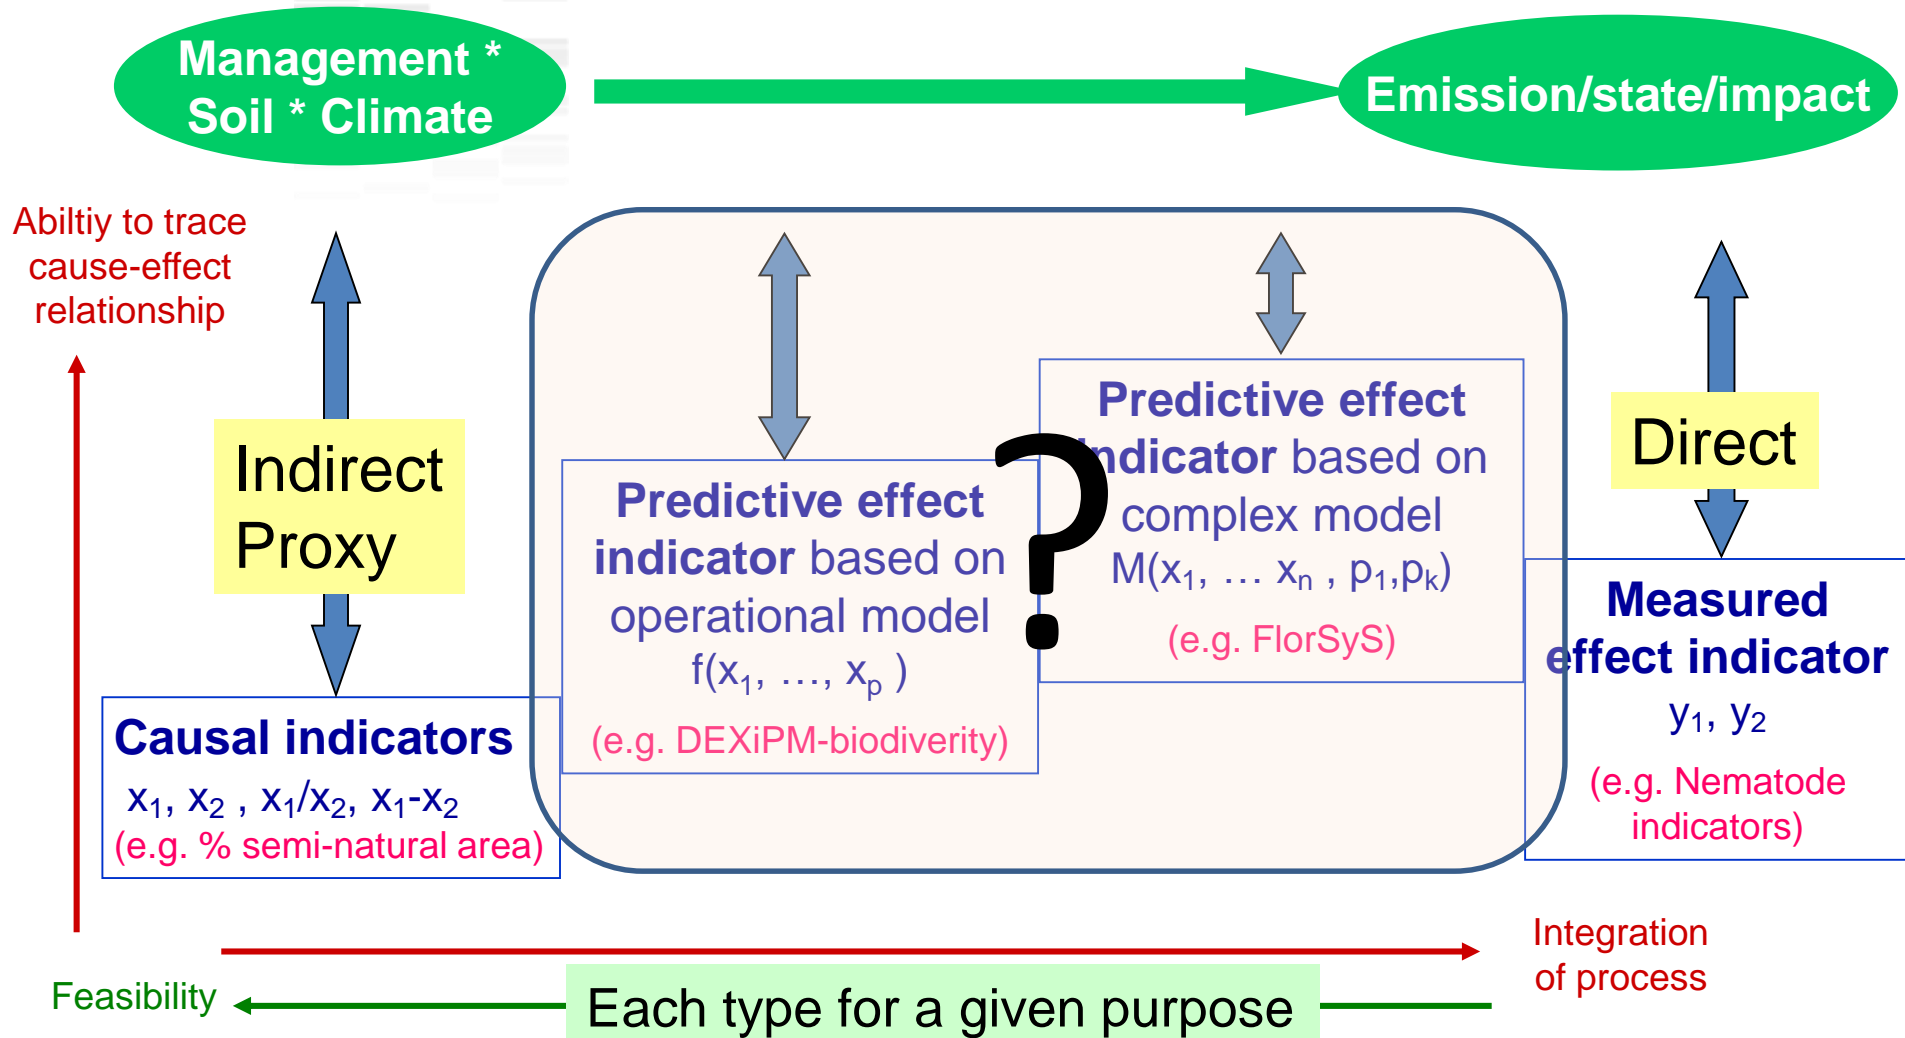 Management *
Soil * Climate
Emission/state/impact
Abiltiy to trace
cause-effect
relationship
Indirect
Proxy
Causal indicators
x₁, x₂ , x₁/x₂, x₁-x₂
(e.g. % semi-natural area)
Predictive effect
indicator based on
operational model
f(x₁, …, xₚ )
(e.g. DEXiPM-biodiverity)
?
Predictive effect
indicator based on
complex model
M(x₁, … xₙ , p₁,pₖ)
(e.g. FlorSyS)
Direct
Measured
effect indicator
y₁, y₂
(e.g. Nematode
indicators)
Integration
of process
Feasibility
Each type for a given purpose